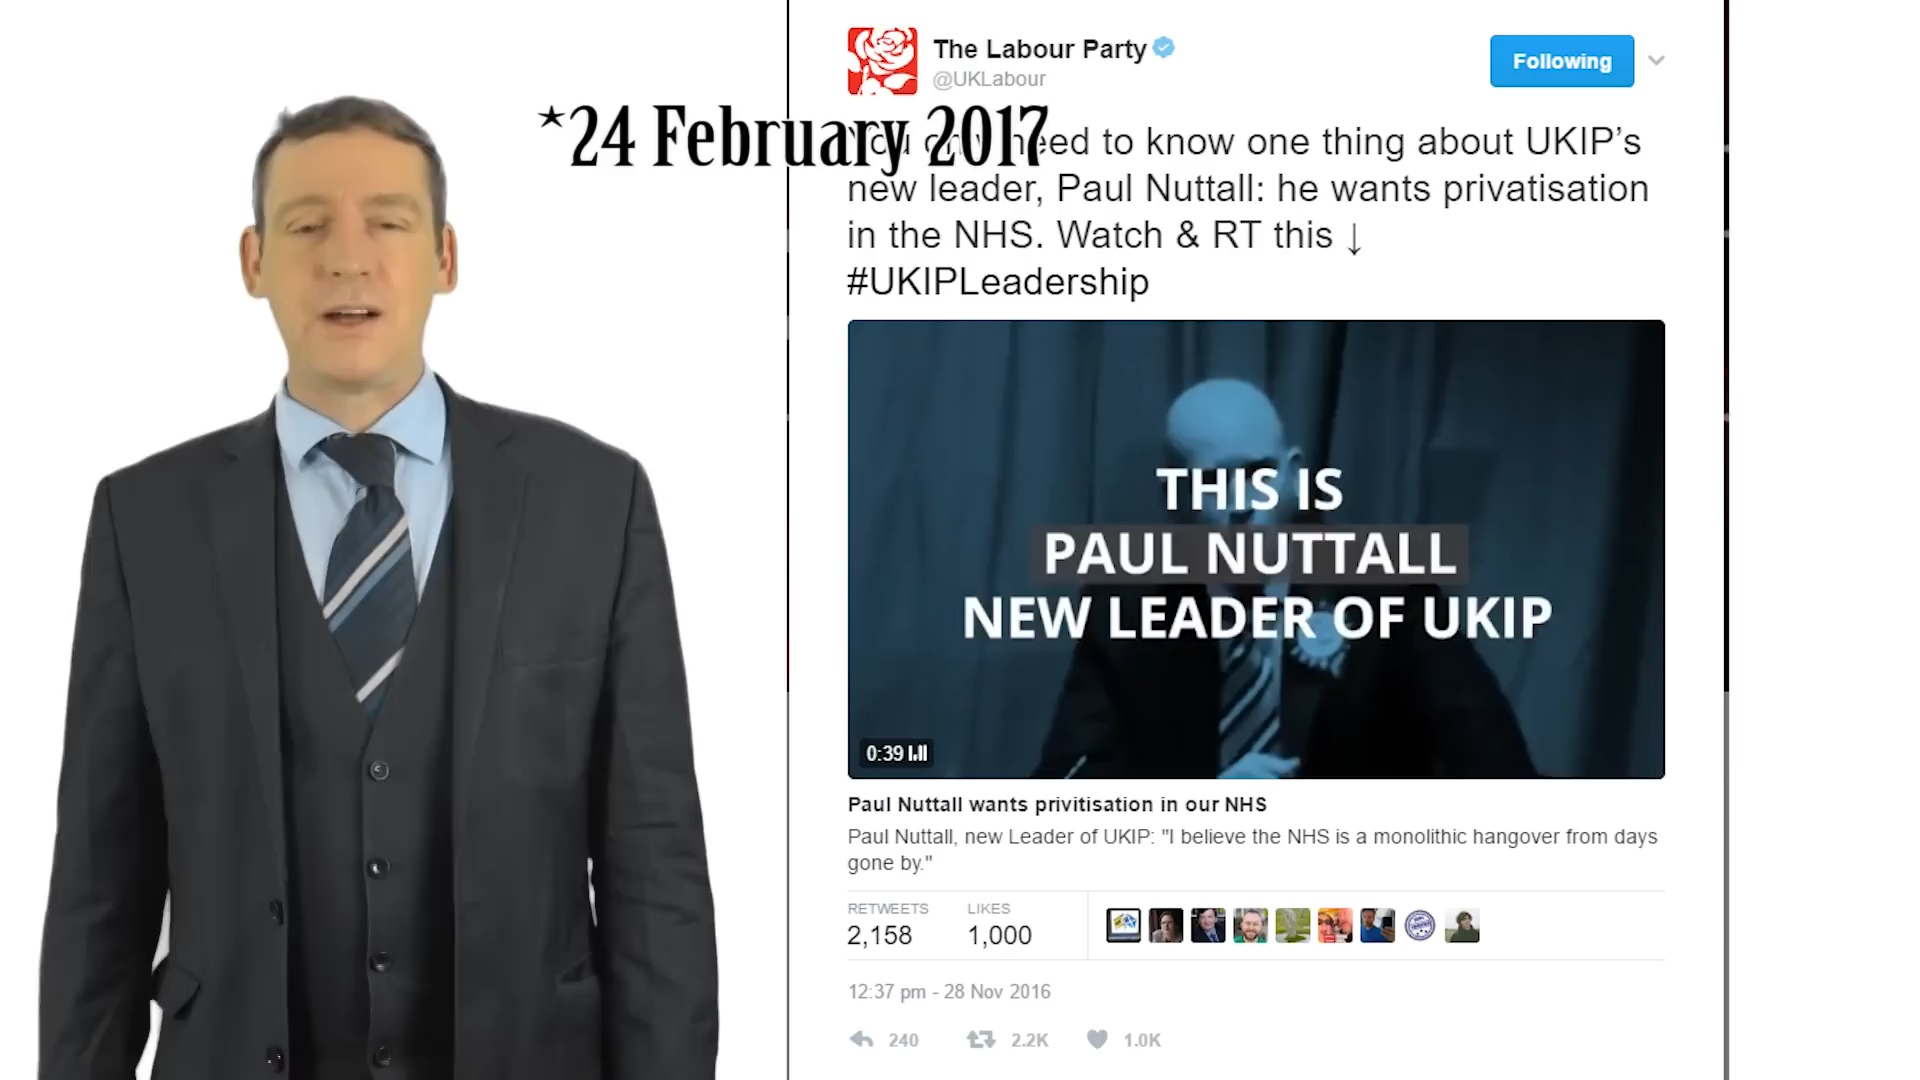 The Labour Party
@UKLabour
Following
*24 February 2017
need to know one thing about UKIP’s
new leader, Paul Nuttall: he wants privatisation
in the NHS. Watch & RT this ↓
#UKIPLeadership
THIS IS
PAUL NUTTALL
NEW LEADER OF UKIP
0:39
Paul Nuttall wants privitisation in our NHS
Paul Nuttall, new Leader of UKIP: "I believe the NHS is a monolithic hangover from days
gone by."
RETWEETS LIKES
2,158 1,000
12:37 pm - 28 Nov 2016
240 2.2K 1.0K